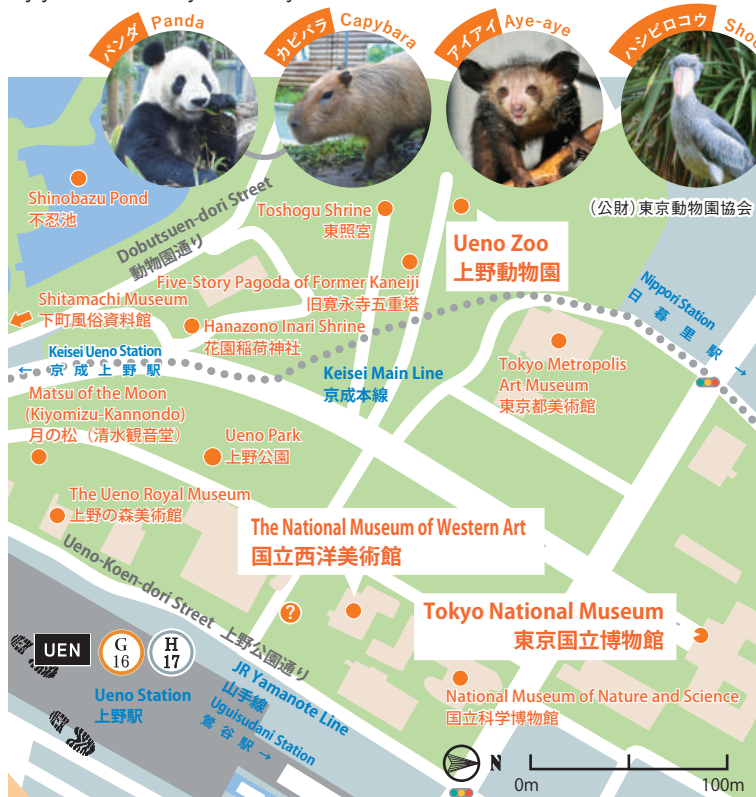 パンダ Panda
カピバラ Capybara
アイアイ Aye-aye
ハシビロコウ Shoe
(公財)東京動物園協会
Shinobazu Pond
不忍池
Dobutsuen-dori Street
動物園通り
Toshogu Shrine
東照宮
Ueno Zoo
上野動物園
Five-Story Pagoda of Former Kaneiji
旧寛永寺五重塔
Nippori Station
日暮里駅 →
Shitamachi Museum
下町風俗資料館
Hanazono Inari Shrine
花園稲荷神社
Keisei Ueno Station
← 京成上野駅
Keisei Main Line
京成本線
Tokyo Metropolis
Art Museum
東京都美術館
Matsu of the Moon
(Kiyomizu-Kannondo)
月の松(清水観音堂)
Ueno Park
上野公園
The Ueno Royal Museum
上野の森美術館
The National Museum of Western Art
国立西洋美術館
Ueno-Koen-dori Street 上野公園通り
?
Tokyo National Museum
東京国立博物館
UEN
G
16
H
17
Ueno Station
上野駅
JR Yamanote Line
山手線
Uguisudani Station
菅谷駅 →
National Museum of Nature and Science
国立科学博物館
N
0m
100m